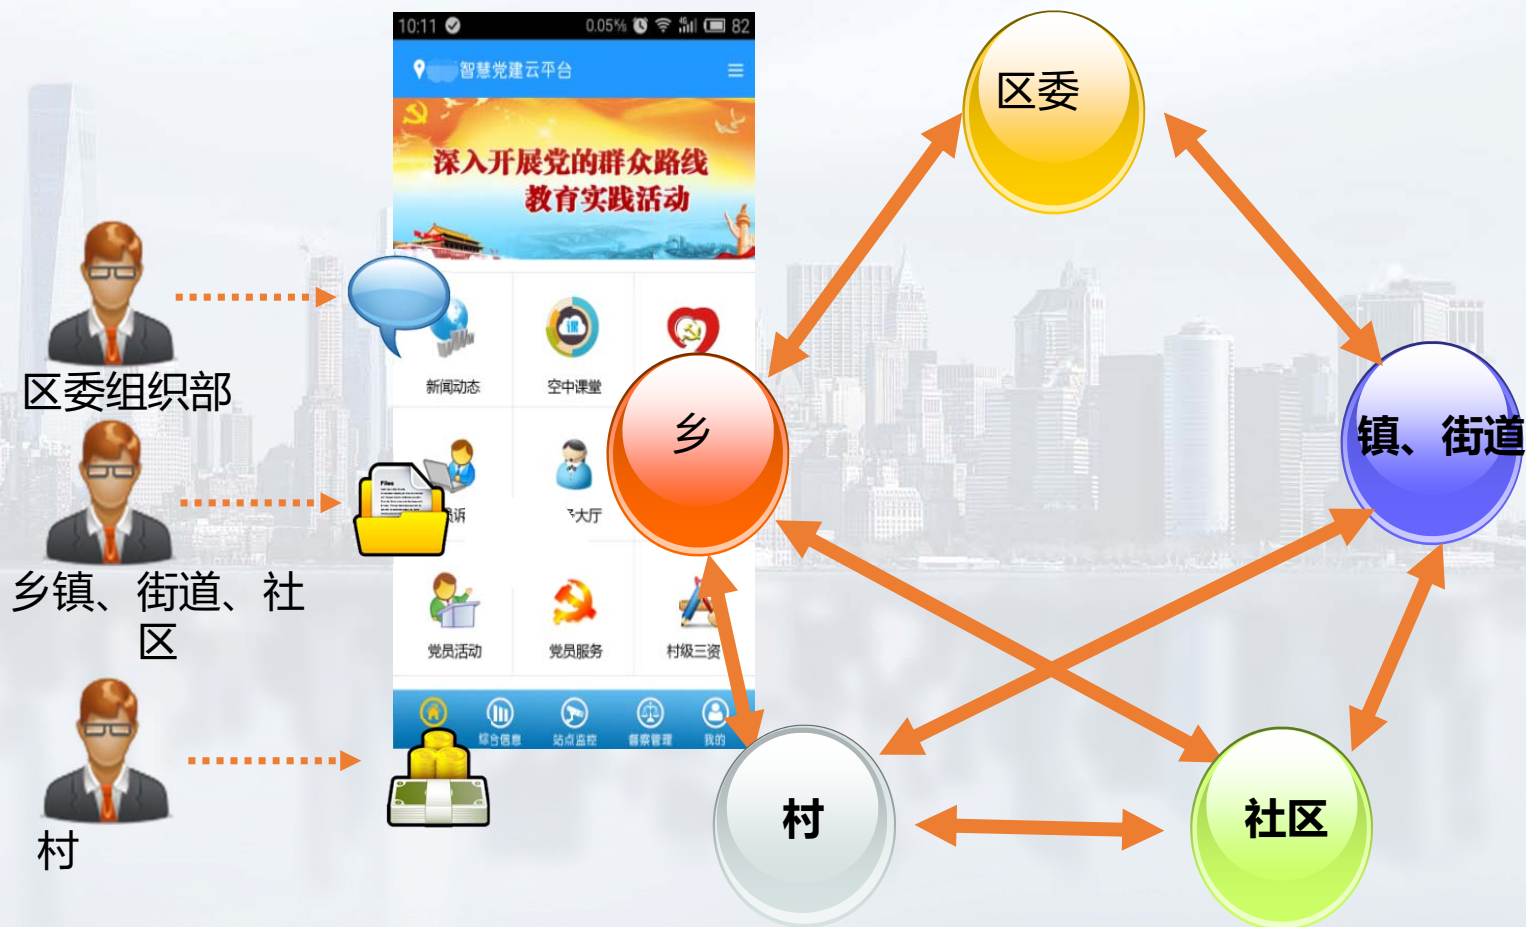 10:11
0.05% 82
智慧党建云平台
深入开展党的群众路线
教育实践活动
新闻动态
空中课堂
诉
大厅
党员活动
党员服务
村级三资
综合信息
站点监控
督察管理
我的
Files
区委组织部
乡镇、街道、社
区
村
区委
乡
镇、街道
村
社区